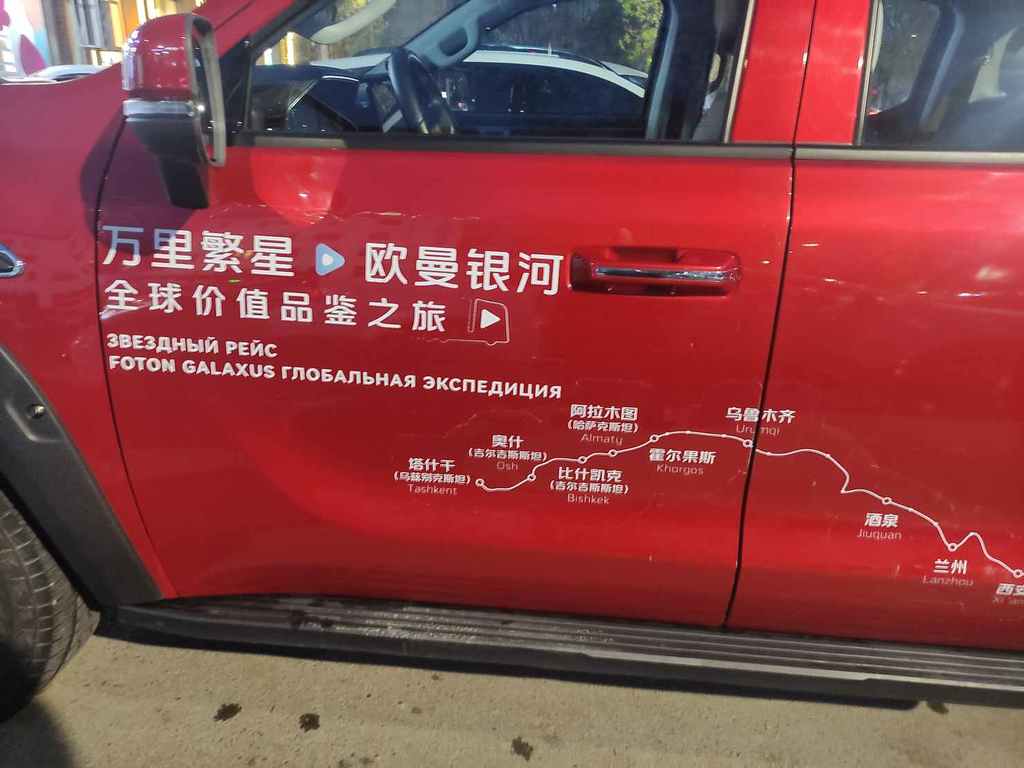 万里繁星 欧曼银河
全球价值品鉴之旅
ЗВЕЗДНЫЙ РЕЙС
FOTON GALAXUS ГЛОБАЛЬНАЯ ЭКСПЕДИЦИЯ
阿拉木图
(哈萨克斯坦)
Almaty
乌鲁木齐
Urumqi
奥什
(吉尔吉斯斯坦)
Osh
霍尔果斯
Khorgos
塔什干
(乌兹别克斯坦)
Tashkent
比什凯克
(吉尔吉斯斯坦)
Bishkek
酒泉
Jiuquan
兰州
Lanzhou
西安